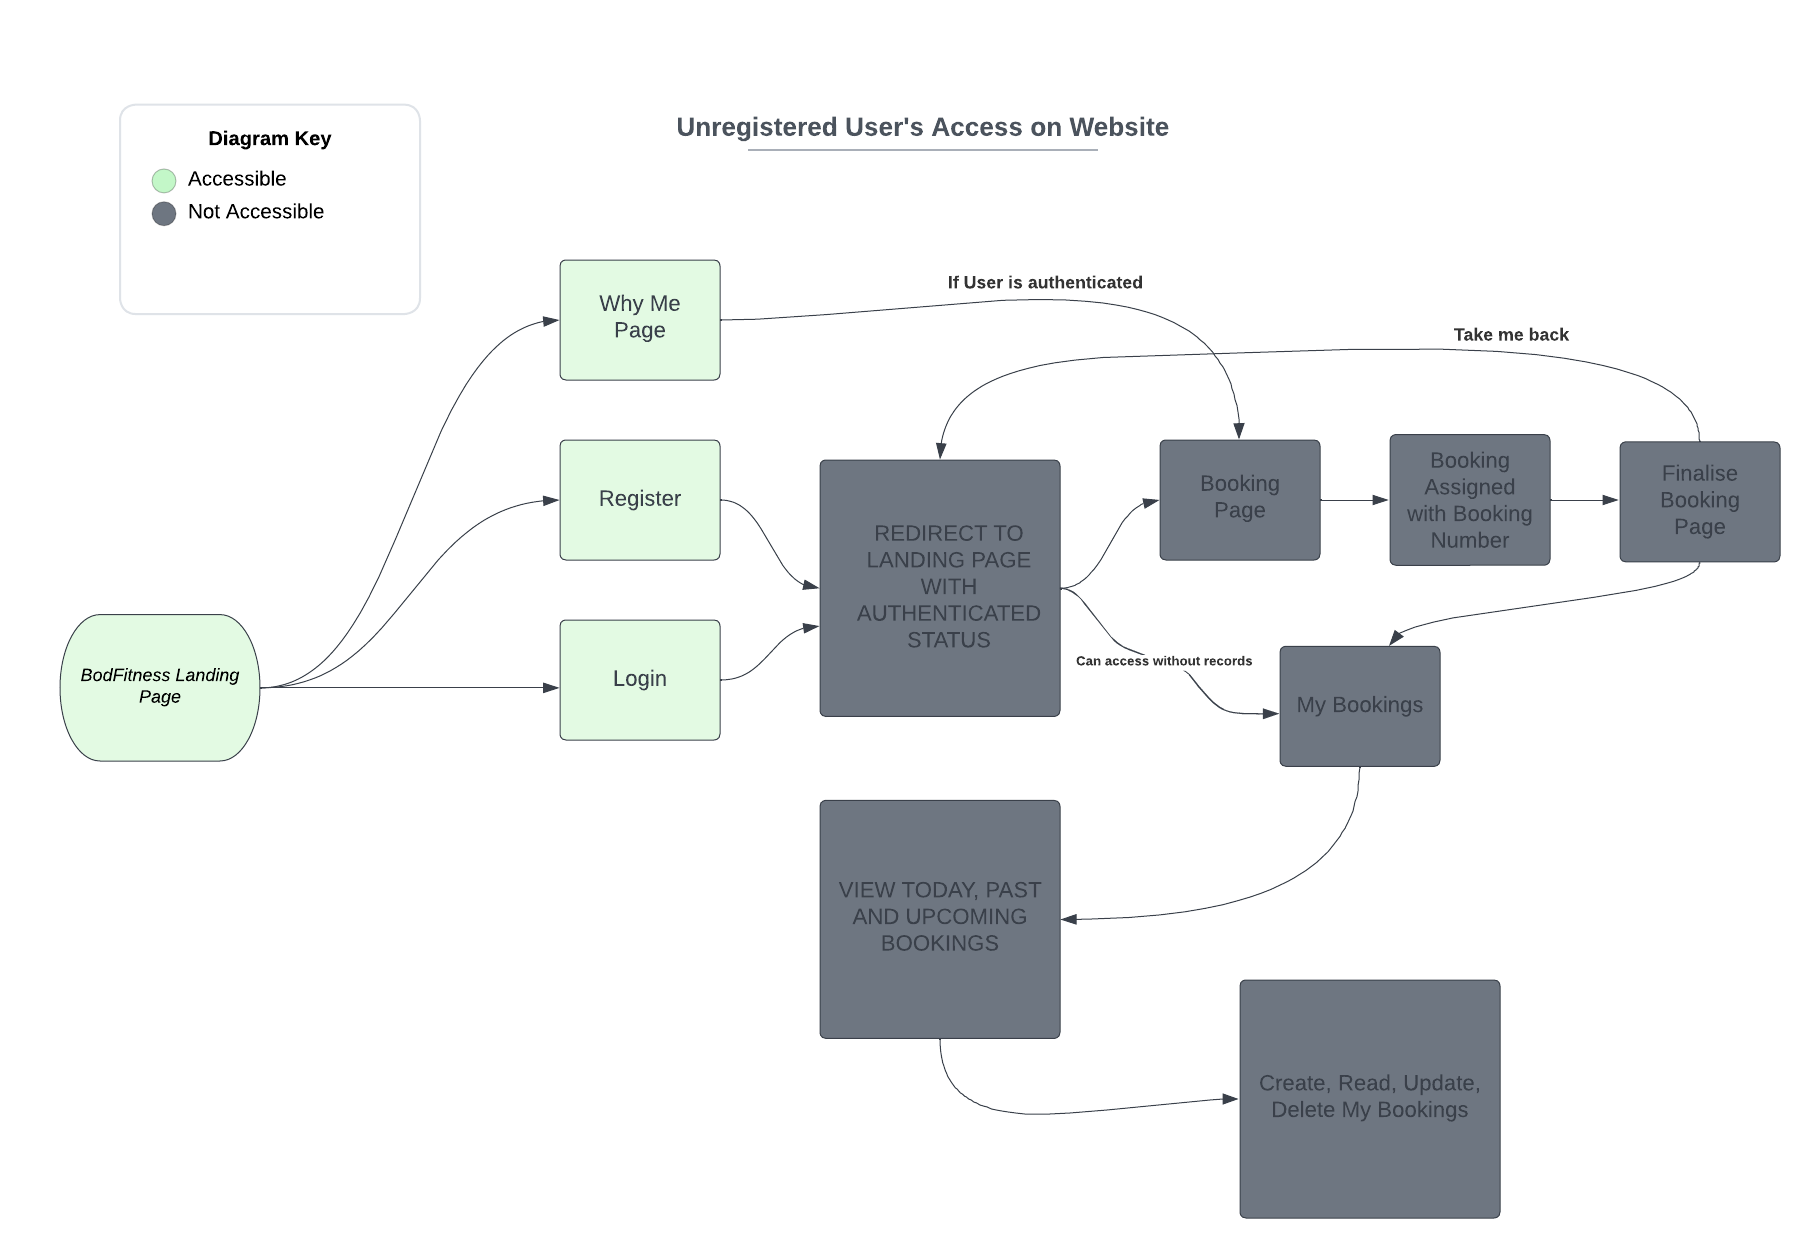 Unregistered User's Access on Website
Diagram Key
Accessible
Not Accessible
Why Me
Page
If User is authenticated
Take me back
Register
Login
BodFitness Landing
Page
REDIRECT TO
LANDING PAGE
WITH
AUTHENTICATED
STATUS
Booking
Page
Booking
Assigned
with Booking
Number
Finalise
Booking
Page
Can access without records
My Bookings
VIEW TODAY, PAST
AND UPCOMING
BOOKINGS
Create, Read, Update,
Delete My Bookings